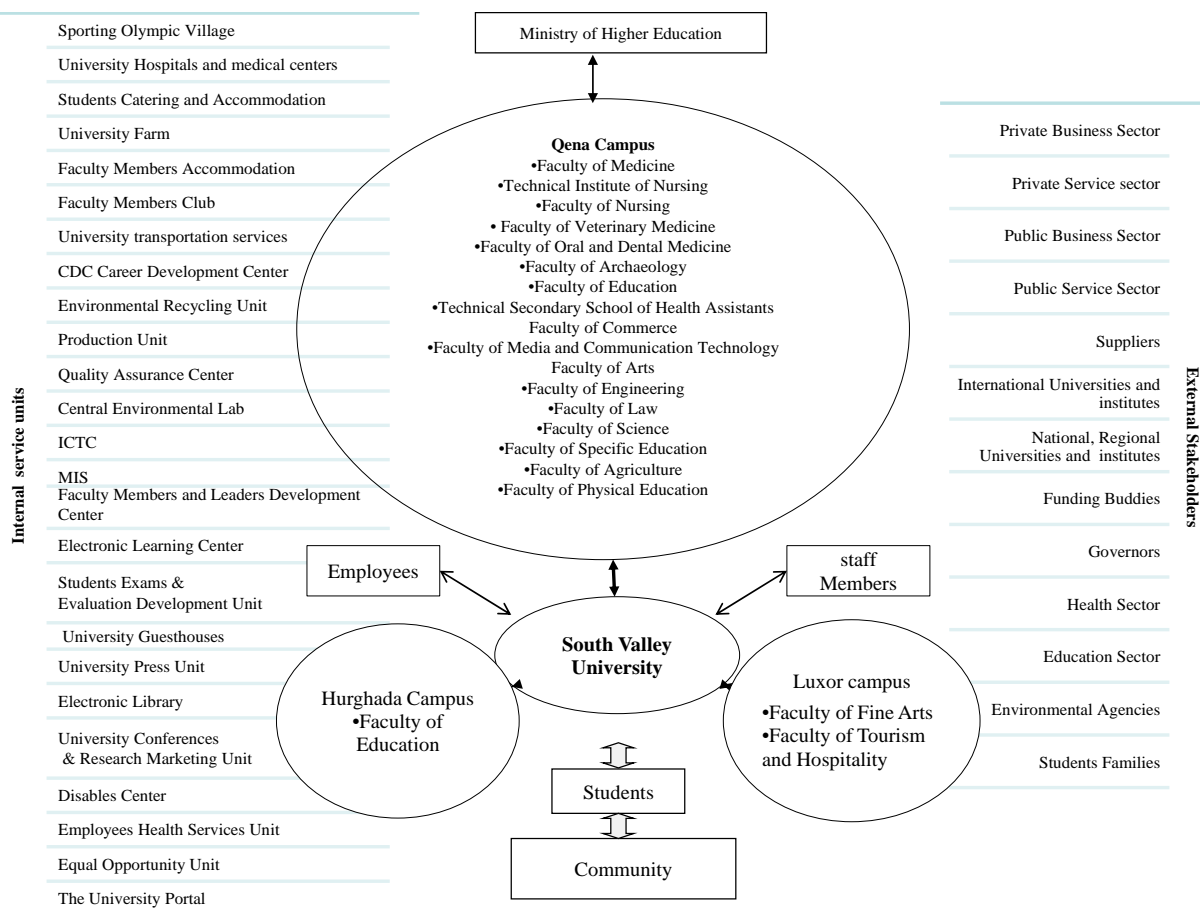 Sporting Olympic Village
University Hospitals and medical centers
Students Catering and Accommodation
University Farm
Faculty Members Accommodation
Faculty Members Club
University transportation services
CDC Career Development Center
Environmental Recycling Unit
Production Unit
Quality Assurance Center
Central Environmental Lab
ICTC
MIS
Faculty Members and Leaders Development
Center
Electronic Learning Center
Students Exams &
Evaluation Development Unit
University Guesthouses
University Press Unit
Electronic Library
University Conferences
& Research Marketing Unit
Disables Center
Employees Health Services Unit
Equal Opportunity Unit
The University Portal
Internal service units
Ministry of Higher Education
Qena Campus
•Faculty of Medicine
•Technical Institute of Nursing
•Faculty of Nursing
• Faculty of Veterinary Medicine
•Faculty of Oral and Dental Medicine
•Faculty of Archaeology
•Faculty of Education
•Technical Secondary School of Health Assistants
Faculty of Commerce
•Faculty of Media and Communication Technology
Faculty of Arts
•Faculty of Engineering
•Faculty of Law
•Faculty of Science
•Faculty of Specific Education
•Faculty of Agriculture
•Faculty of Physical Education
Employees
staff
Members
South Valley
University
Hurghada Campus
•Faculty of
Education
Luxor campus
•Faculty of Fine Arts
•Faculty of Tourism
and Hospitality
Students
Community
Private Business Sector
Private Service sector
Public Business Sector
Public Service Sector
Suppliers
International Universities and
institutes
National, Regional
Universities and institutes
Funding Buddies
Governors
Health Sector
Education Sector
Environmental Agencies
Students Families
External Stakeholders